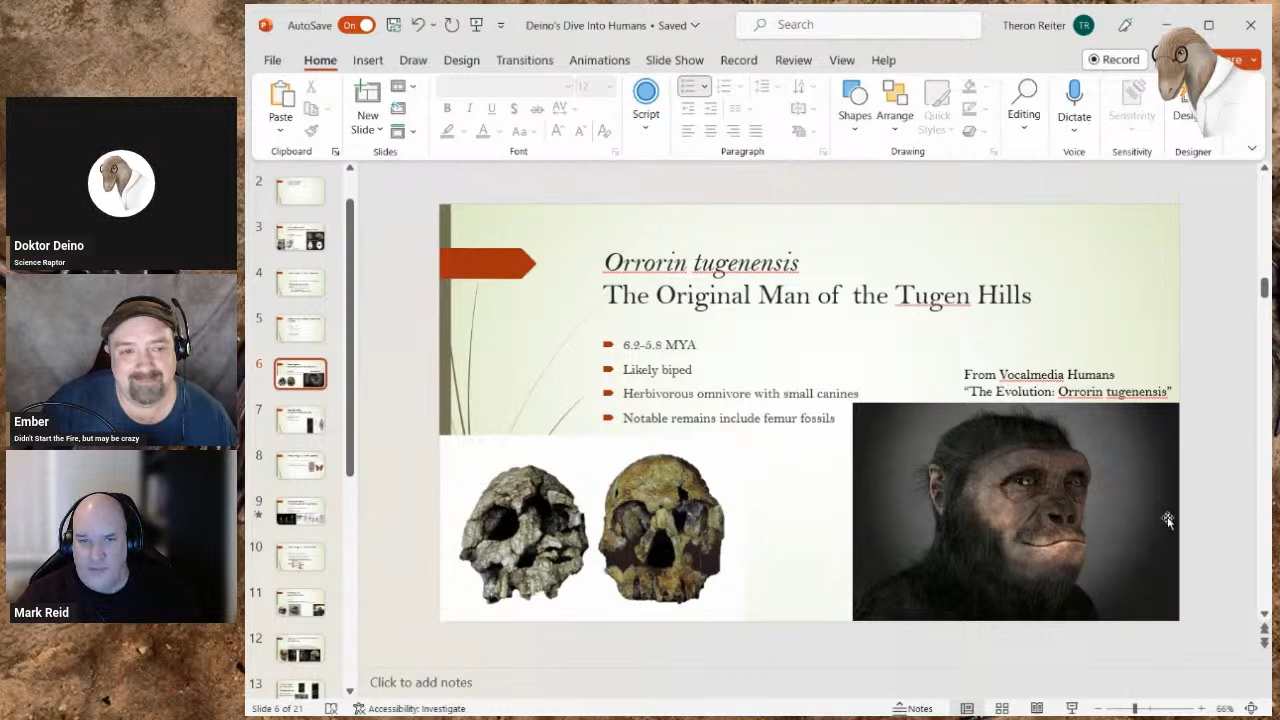 AutoSave On Deino's Dive Into Humans • Saved Search Theron Reiter TR
File Home Insert Draw Design Transitions Animations Slide Show Record Review View Help Record
Paste New Slide 12 Script Shapes Arrange Quick Styles Editing Dictate Sensitivity
B I U S ab AV
Aa A A
Clipboard Slides Font Paragraph Drawing Voice Sensitivity Designer
2
3
4
5
6
7
8
9
10
11
12
13
Doktor Deino
Science Raptor
Ember
Didn't Start the Fire, but may be crazy
Mark Reid
Orrorin tugenensis
The Original Man of the Tugen Hills
6.2–5.8 MYA
Likely biped
Herbivorous omnivore with small canines
Notable remains include femur fossils
From Vocalmedia Humans
“The Evolution: Orrorin tugenensis”
Click to add notes
Slide 6 of 21 Accessibility: Investigate Notes 66%